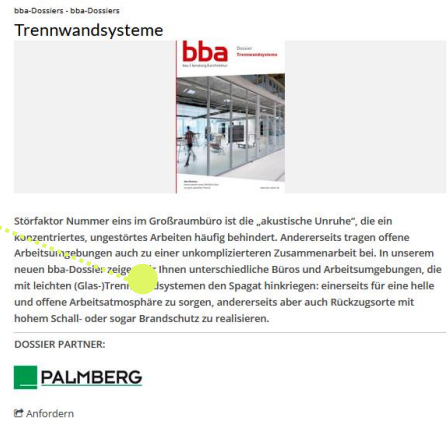 bba-Dossiers - bba-Dossiers
Trennwandsysteme
bba
Dossier
Trennwandsysteme
Störfaktor Nummer eins im Großraumbüro ist die „akustische Unruhe“, die ein
konzentriertes, ungestörtes Arbeiten häufig behindert. Andererseits tragen offene
Arbeitsumgebungen auch zu einer unkomplizierteren Zusammenarbeit bei. In unserem
neuen bba-Dossier Ihnen unterschiedliche Büros und Arbeitsumgebungen, die
mit leichten den Spagat hinkriegen: einerseits für eine helle
und offene Arbeitsatmosphäre zu sorgen, andererseits aber auch Rückzugsorte mit
hohem Schall- oder sogar Brandschutz zu realisieren.
DOSSIER PARTNER:
PALMBERG
Anfordern